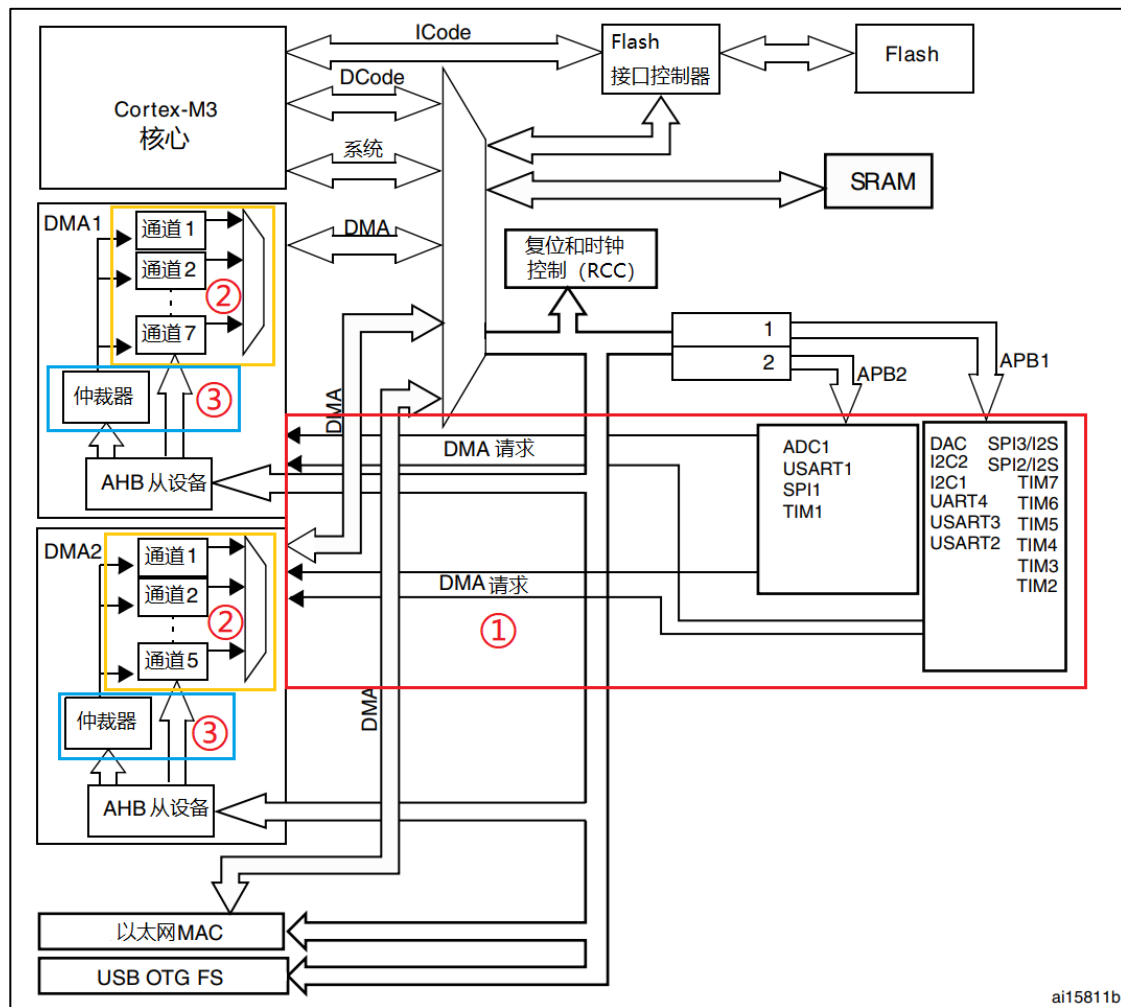 ICode
Flash
接口控制器
Flash
DCode
Cortex-M3
核心
系统
SRAM
DMA1
通道1
通道2
②
通道7
DMA
复位和时钟
控制（RCC）
1
2
APB2
APB1
仲裁器
③
AHB 从设备
DMA
DMA 请求
ADC1
USART1
SPI1
TIM1
DAC
I2C2
I2C1
UART4
USART3
USART2
SPI3/I2S
SPI2/I2S
TIM7
TIM6
TIM5
TIM4
TIM3
TIM2
DMA2
通道1
通道2
②
通道5
DMA 请求
①
仲裁器
③
DMA
AHB 从设备
以太网MAC
USB OTG FS
ai15811b